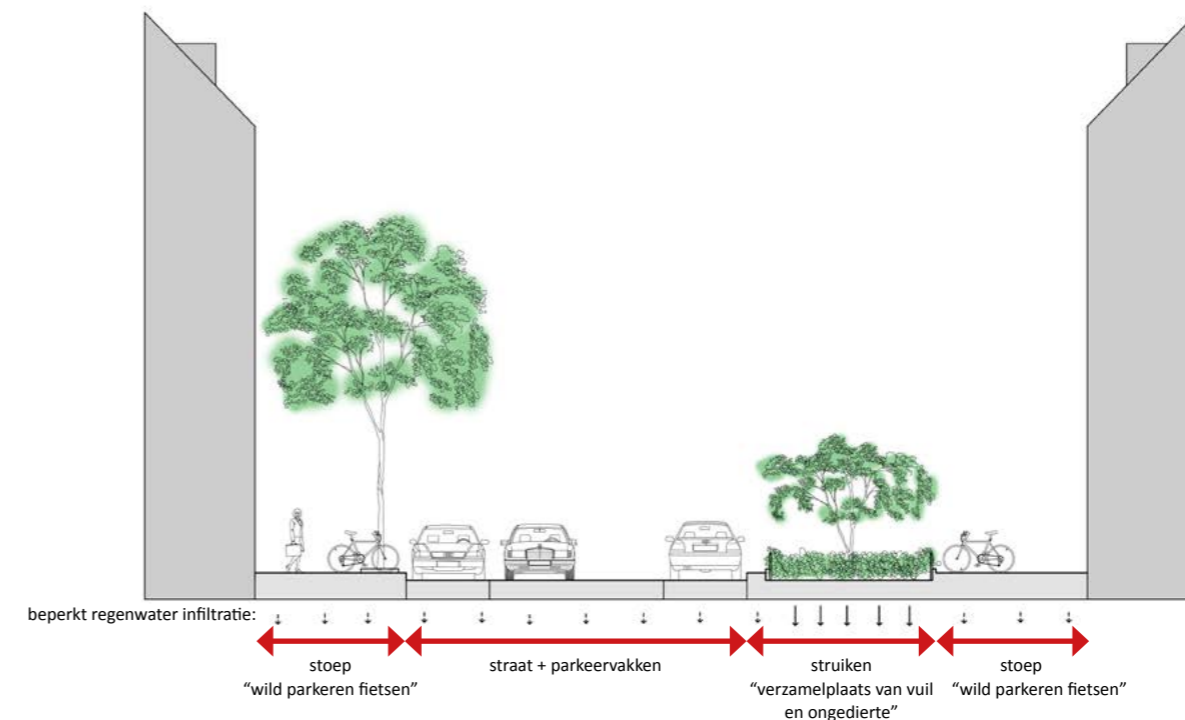 beperkt regenwater infiltratie:
stoep
“wild parkeren fietsen”
straat + parkeervakken
struiken
“verzamelplaats van vuil
en ongedierte”
stoep
“wild parkeren fietsen”